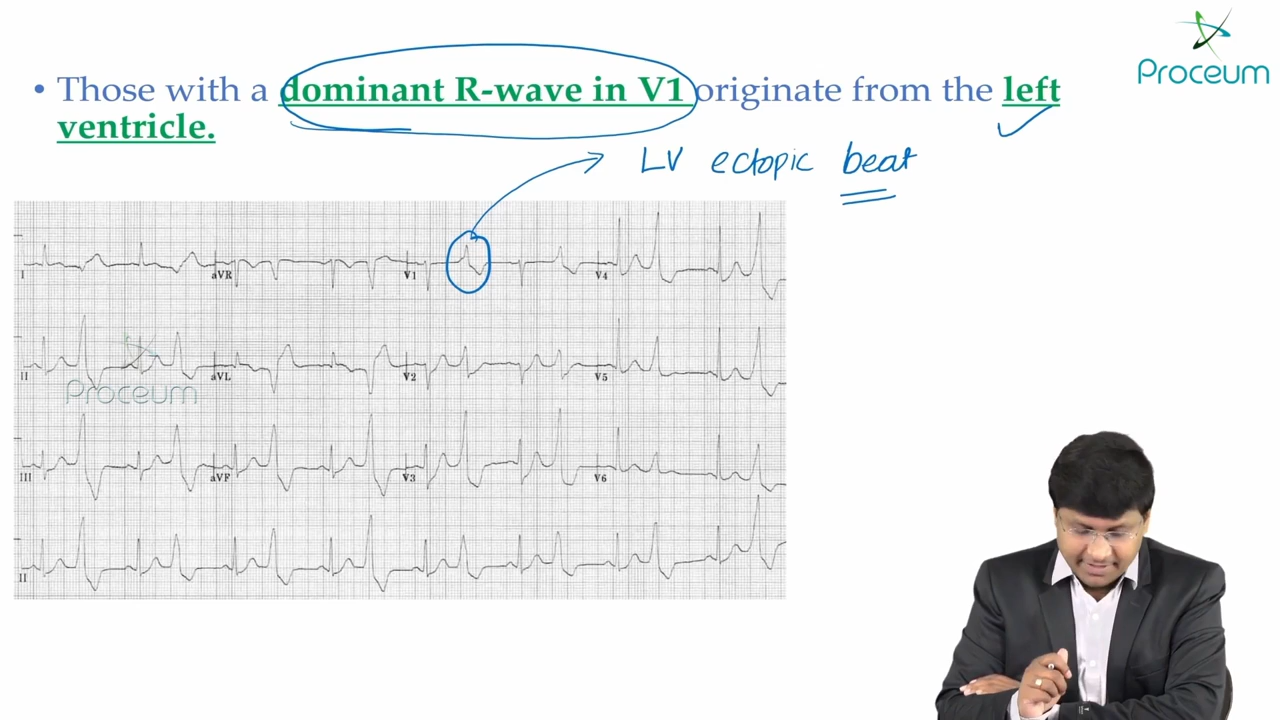 Proceum
• Those with a dominant R-wave in V1 originate from the left
ventricle.
LV ectopic beat
I aVR V1 V4
II aVL V2 V5
Proceum
III aVF V3 V6
II